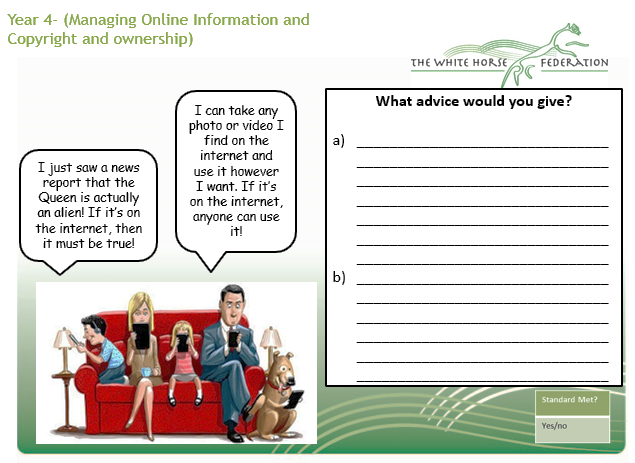 Year 4- (Managing Online Information and
Copyright and ownership)
THE WHITE HORSE FEDERATION
I just saw a news
report that the
Queen is actually
an alien! If it's on
the internet, then
it must be true!
I can take any
photo or video I
find on the
internet and
use it however
I want. If it's
on the internet,
anyone can use
it!
What advice would you give?
a)
b)
Standard Met?
Yes/no